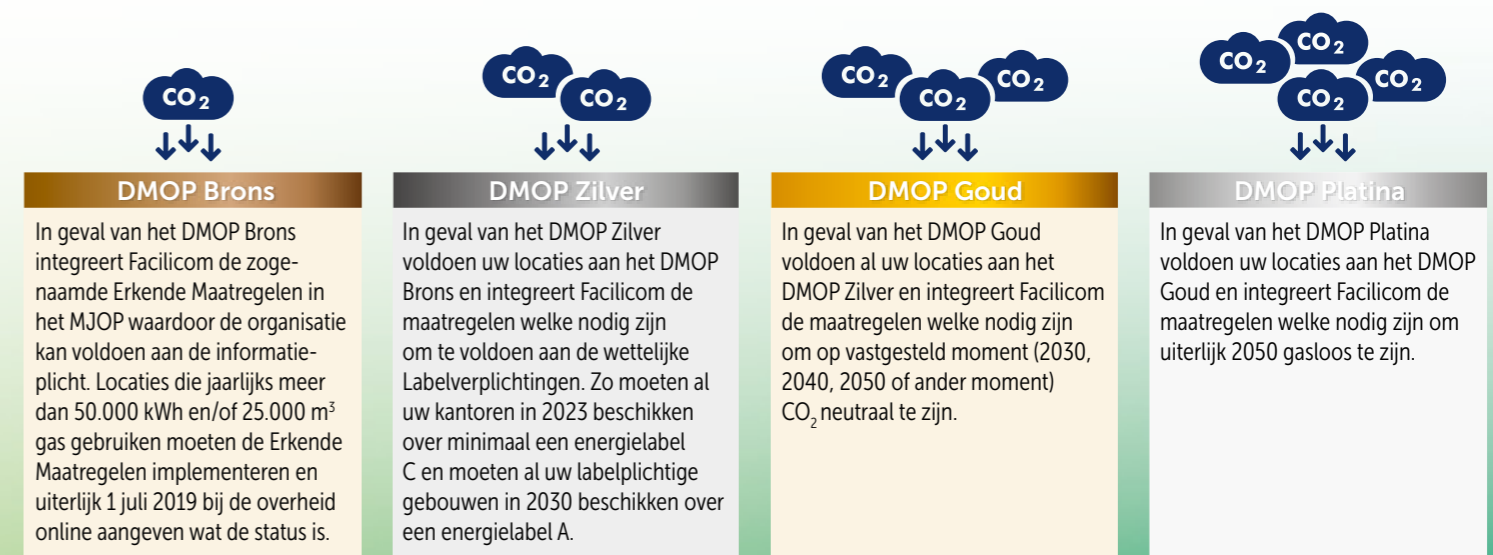 CO2
CO2
CO2
CO2
CO2
CO2
CO2
CO2
CO2
CO2
DMOP Brons
In geval van het DMOP Brons
integreert Facilicom de zoge-
naamde Erkende Maatregelen in
het MJOP waardoor de organisatie
kan voldoen aan de informatie-
plicht. Locaties die jaarlijks meer
dan 50.000 kWh en/of 25.000 m³
gas gebruiken moeten de Erkende
Maatregelen implementeren en
uiterlijk 1 juli 2019 bij de overheid
online aangeven wat de status is.
DMOP Zilver
In geval van het DMOP Zilver
voldoen uw locaties aan het DMOP
Brons en integreert Facilicom de
maatregelen welke nodig zijn
om te voldoen aan de wettelijke
Labelverplichtingen. Zo moeten al
uw kantoren in 2023 beschikken
over minimaal een energielabel
C en moeten al uw labelplichtige
gebouwen in 2030 beschikken over
een energielabel A.
DMOP Goud
In geval van het DMOP Goud
voldoen al uw locaties aan het
DMOP Zilver en integreert Facilicom
de maatregelen welke nodig zijn
om op vastgesteld moment (2030,
2040, 2050 of ander moment)
CO2 neutraal te zijn.
DMOP Platina
In geval van het DMOP Platina
voldoen uw locaties aan het DMOP
Goud en integreert Facilicom de
maatregelen welke nodig zijn om
uiterlijk 2050 gasloos te zijn.